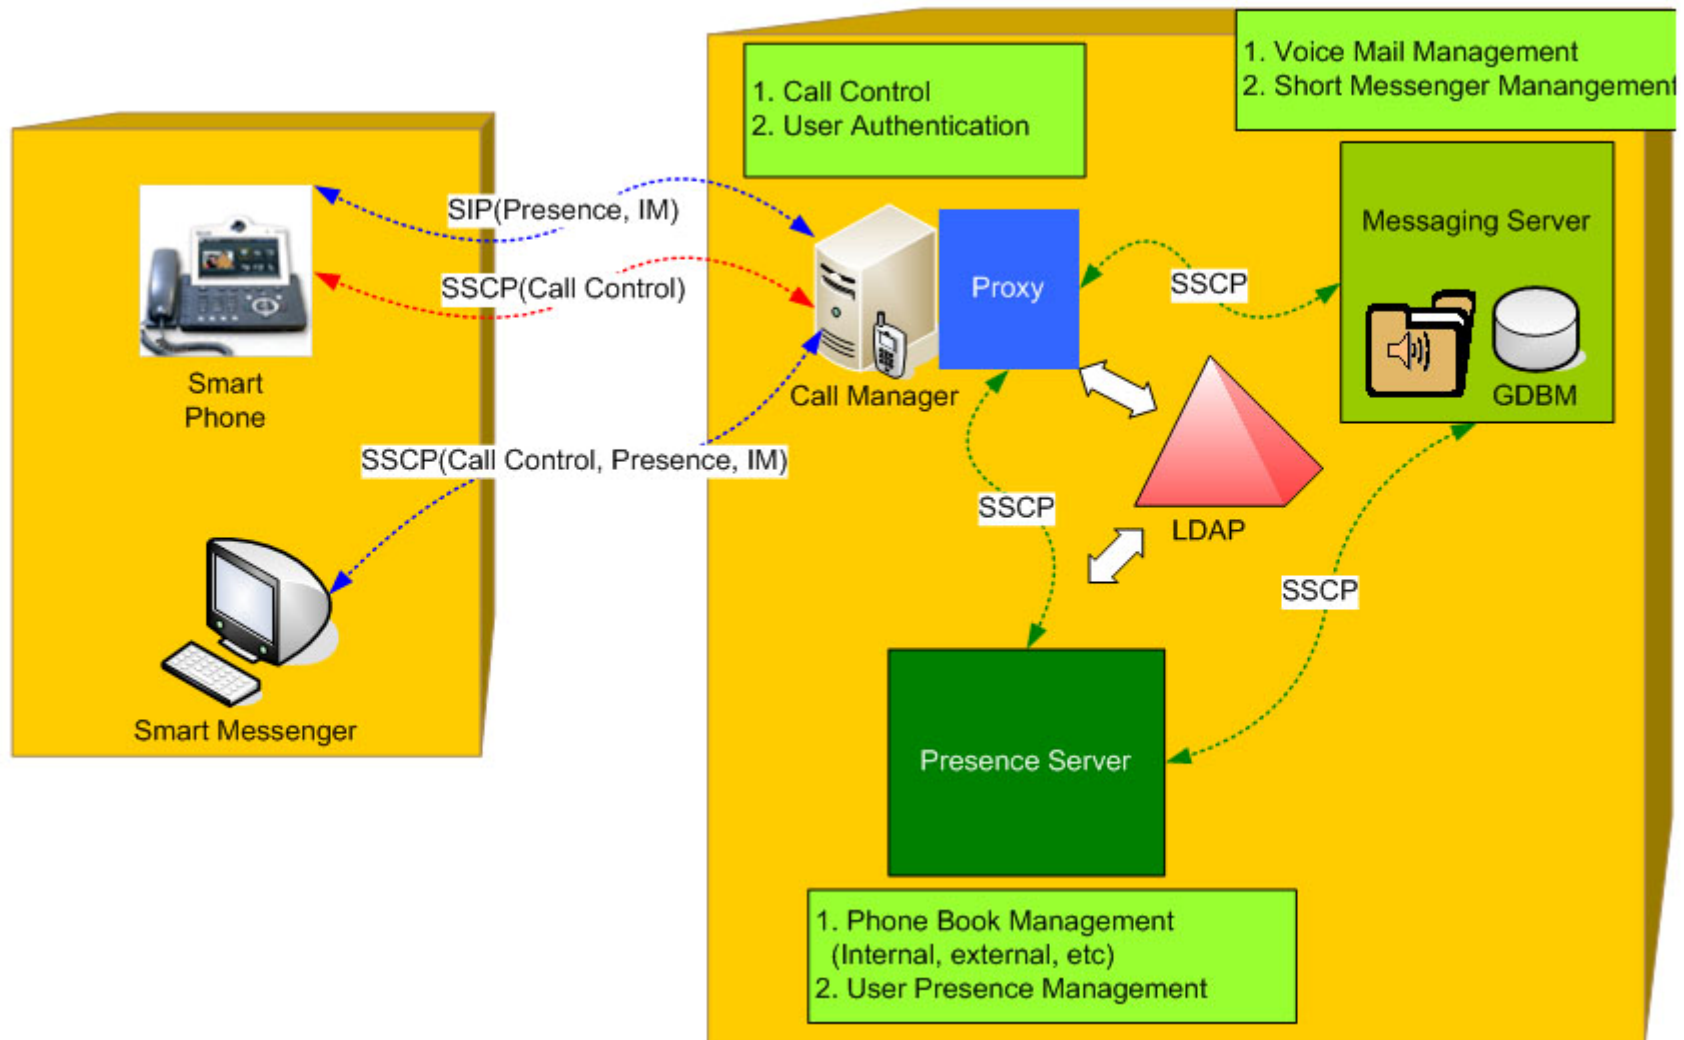 1. Call Control
2. User Authentication
1. Voice Mail Management
2. Short Messenger Manangement
SIP(Presence, IM)
SSCP(Call Control)
Smart
Phone
SSCP(Call Control, Presence, IM)
Smart Messenger
Call Manager
Proxy
SSCP
Messaging Server
GDBM
SSCP
LDAP
SSCP
Presence Server
1. Phone Book Management
(Internal, external, etc)
2. User Presence Management